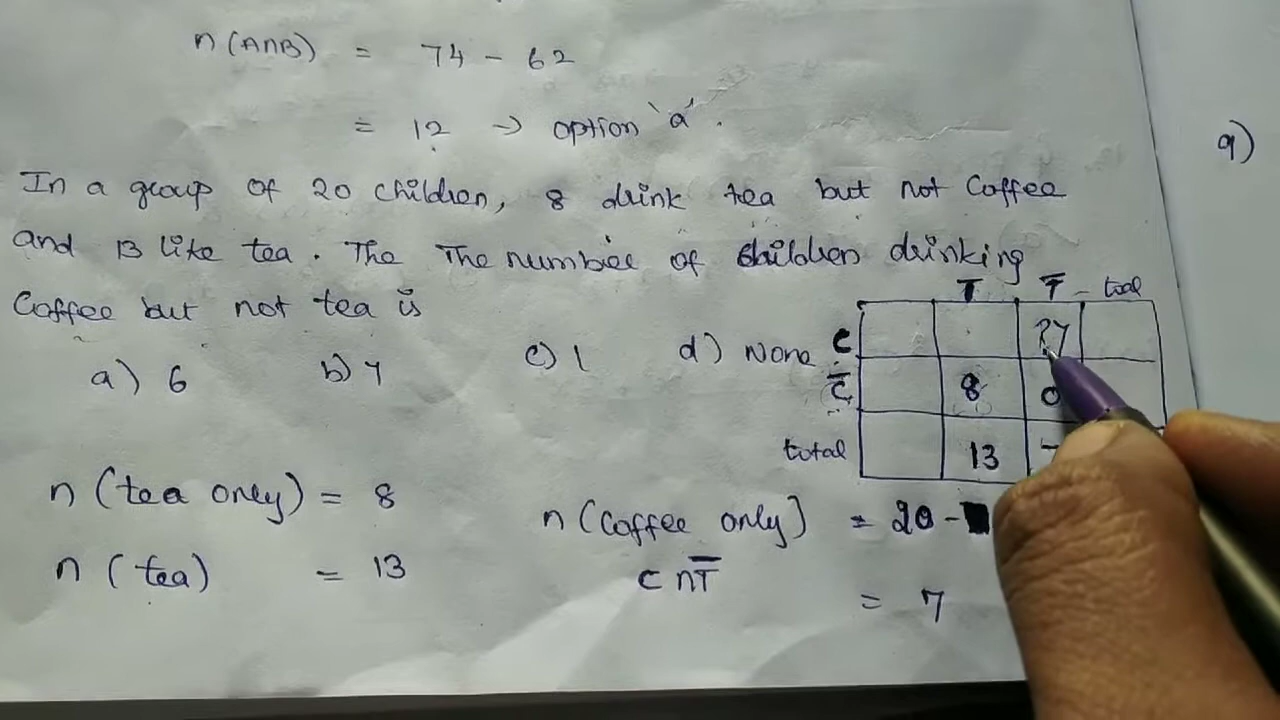 n (A∩B) = 74 - 62
= 12 → option 'a'.
9)
In a group of 20 children, 8 drink tea but not Coffee
and 13 like tea. The The number of children drinking
Coffee but not tea is
a) 6 b) 7 c) 1 d) None
T T̅ total
C ?7
C̅ 8 0
total 13
n (tea only) = 8
n (tea) = 13
n (Coffee only) = 20 -
C ∩ T̅
= 7